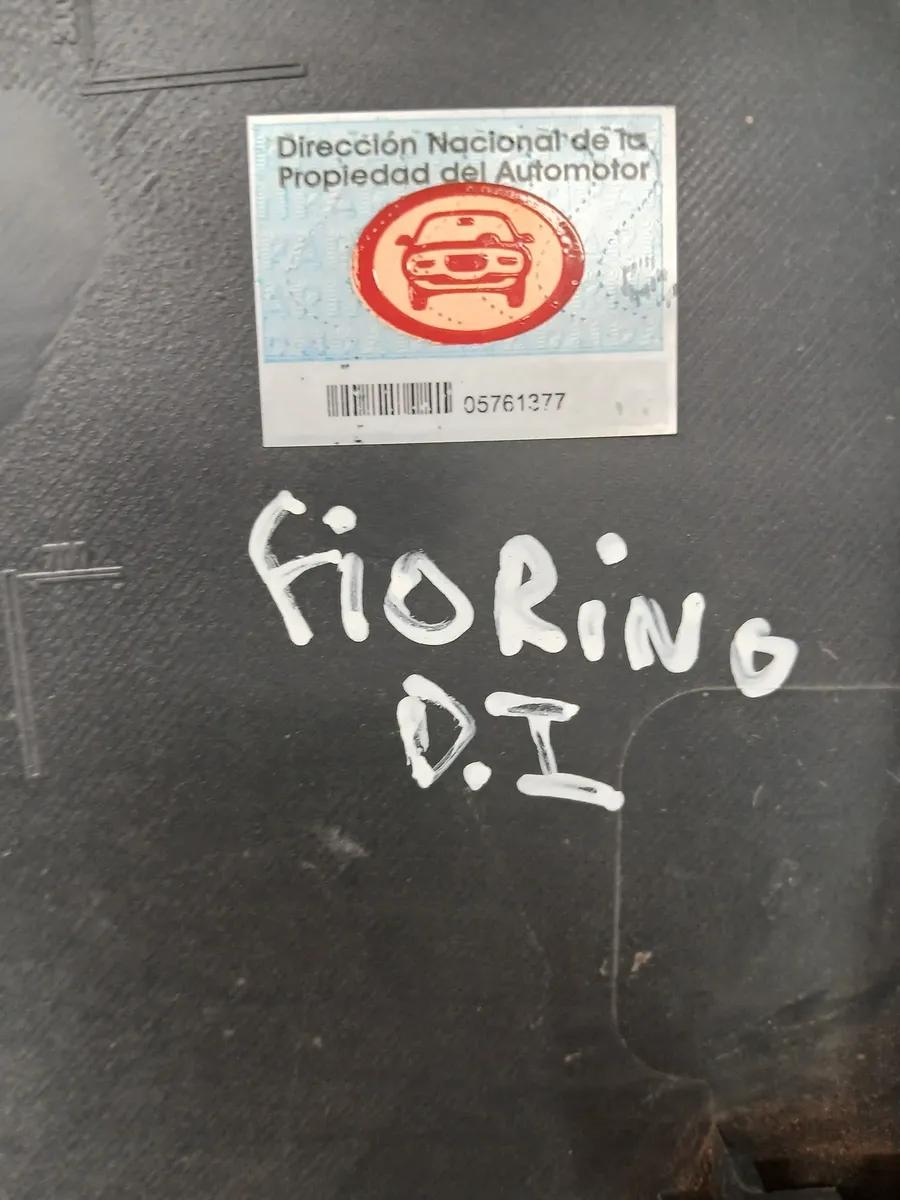 Dirección Nacional de la
Propiedad del Automotor
05761377
FiORiNO
D.I